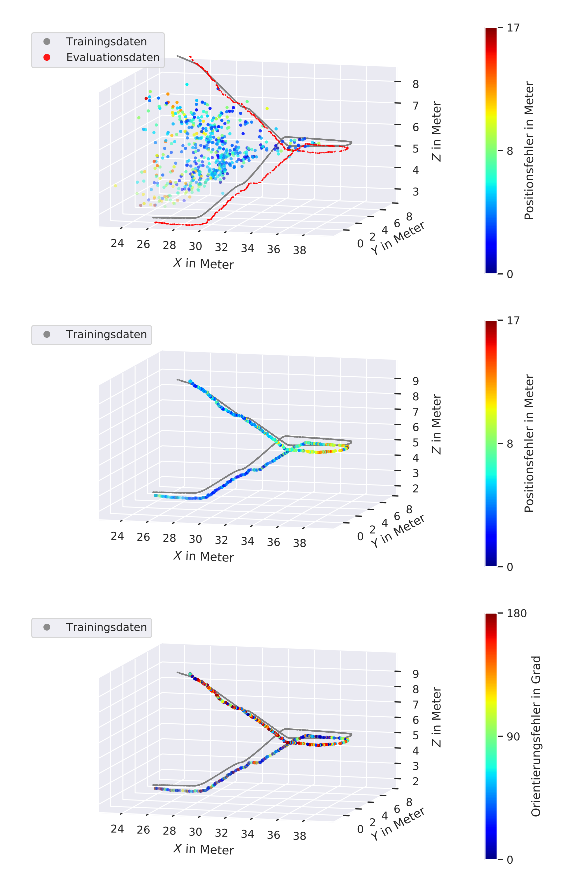 Trainingsdaten
Evaluationsdaten
17
8
0
Positionsfehler in Meter
8
7
6
5
4
3
Z in Meter
24 26 28 30 32 34 36 38
X in Meter
0 2 4 6 8
Y in Meter
Trainingsdaten
17
8
0
Positionsfehler in Meter
9
8
7
6
5
4
3
2
Z in Meter
24 26 28 30 32 34 36 38
X in Meter
0 2 4 6 8
Y in Meter
Trainingsdaten
180
90
0
Orientierungsfehler in Grad
9
8
7
6
5
4
3
2
Z in Meter
24 26 28 30 32 34 36 38
X in Meter
0 2 4 6 8
Y in Meter